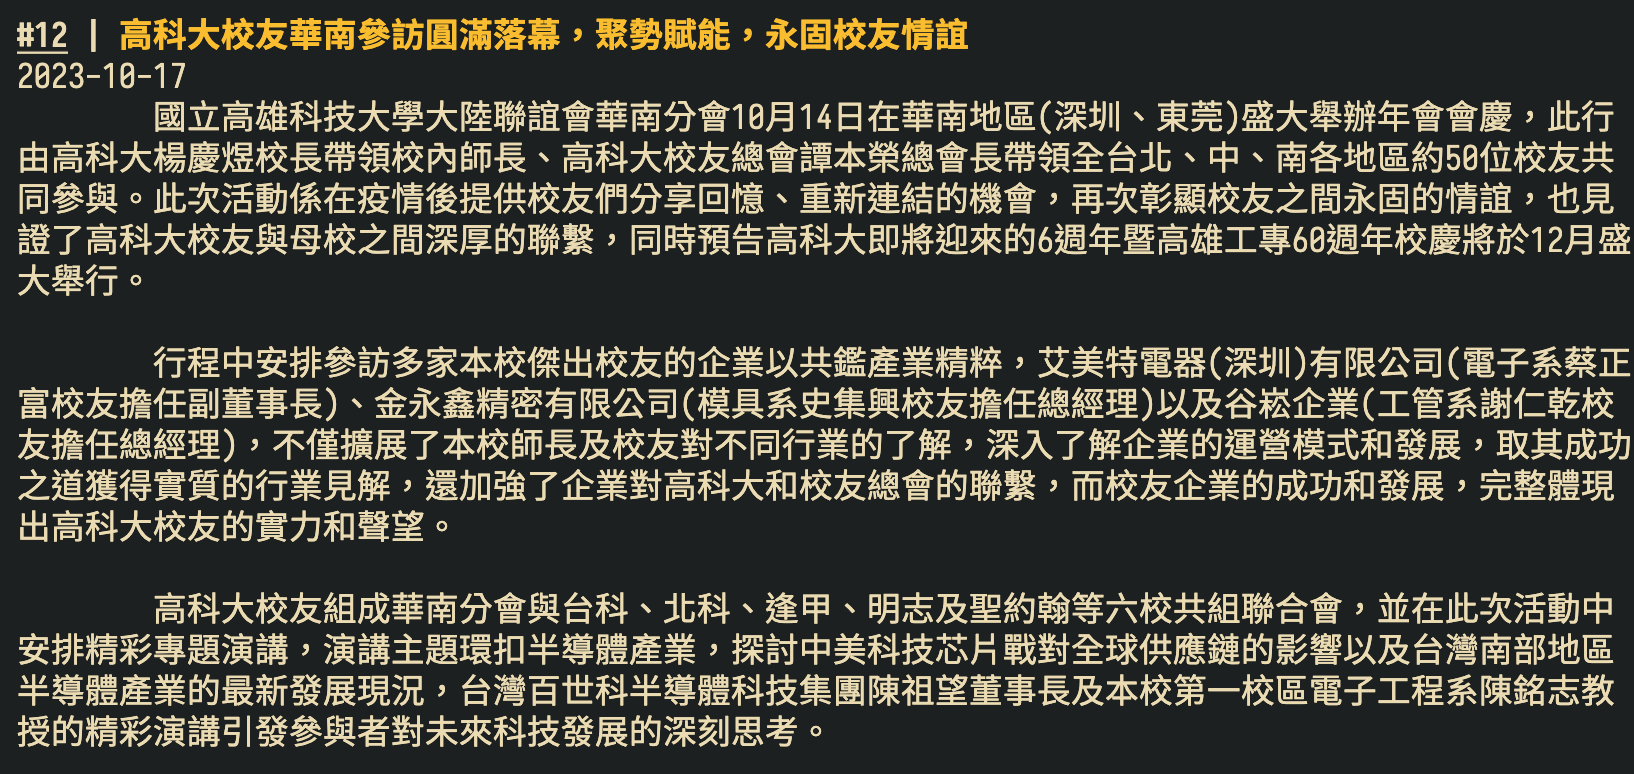 #12 | 高科大校友華南參訪圓滿落幕，聚勢賦能，永固校友情誼
2023-10-17
國立高雄科技大學大陸聯誼會華南分會10月14日在華南地區(深圳、東莞)盛大舉辦年會會慶，此行
由高科大楊慶煜校長帶領校內師長、高科大校友總會譚本榮總會長帶領全台北、中、南各地區約50位校友共
同參與。此次活動係在疫情後提供校友們分享回憶、重新連結的機會，再次彰顯校友之間永固的情誼，也見
證了高科大校友與母校之間深厚的聯繫，同時預告高科大即將迎來的6週年暨高雄工專60週年校慶將於12月盛
大舉行。
行程中安排參訪多家本校傑出校友的企業以共鑑產業精粹，艾美特電器(深圳)有限公司(電子系蔡正
富校友擔任副董事長)、金永鑫精密有限公司(模具系史集興校友擔任總經理)以及谷崧企業(工管系謝仁乾校
友擔任總經理)，不僅擴展了本校師長及校友對不同行業的了解，深入了解企業的運營模式和發展，取其成功
之道獲得實質的行業見解，還加強了企業對高科大和校友總會的聯繫，而校友企業的成功和發展，完整體現
出高科大校友的實力和聲望。
高科大校友組成華南分會與台科、北科、逢甲、明志及聖約翰等六校共組聯合會，並在此次活動中
安排精彩專題演講，演講主題環扣半導體產業，探討中美科技芯片戰對全球供應鏈的影響以及台灣南部地區
半導體產業的最新發展現況，台灣百世科半導體科技集團陳祖望董事長及本校第一校區電子工程系陳銘志教
授的精彩演講引發參與者對未來科技發展的深刻思考。